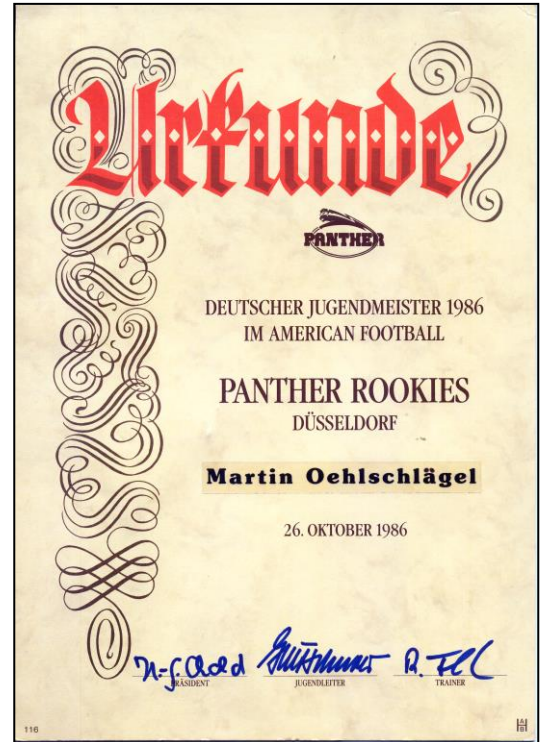 Urkunde
PANTHER
DEUTSCHER JUGENDMEISTER 1986
IM AMERICAN FOOTBALL
PANTHER ROOKIES
DÜSSELDORF
Martin Oehlschlägel
26. OKTOBER 1986
PRÄSIDENT JUGENDLEITER TRAINER
116